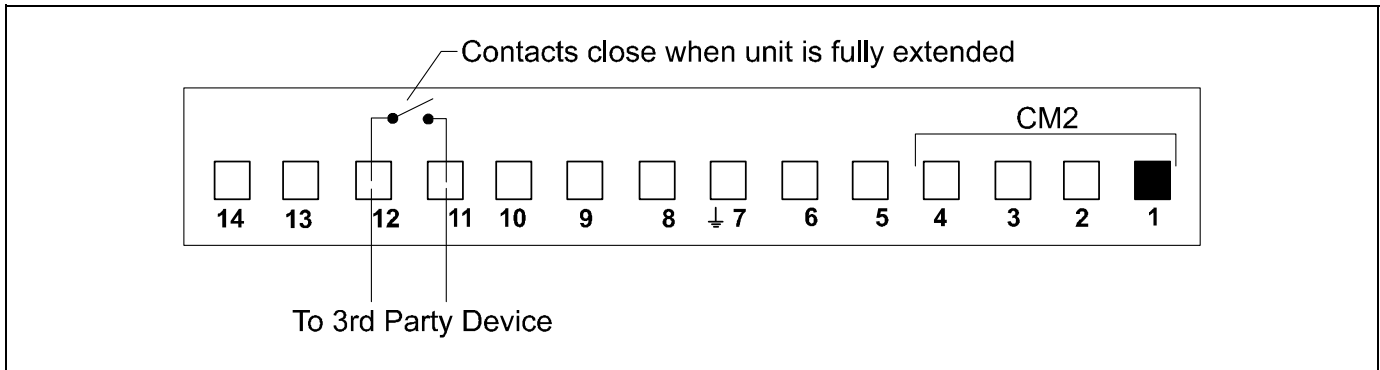 Contacts close when unit is fully extended
CM2
14 13 12 11 10 9 8 ⏚ 7 6 5 4 3 2 1
To 3rd Party Device